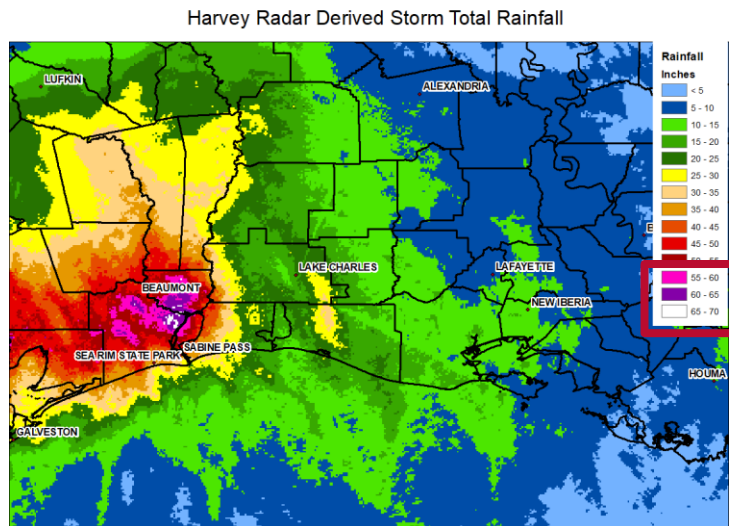 Harvey Radar Derived Storm Total Rainfall
Rainfall
Inches
< 5
5 - 10
10 - 15
15 - 20
20 - 25
25 - 30
30 - 35
35 - 40
40 - 45
45 - 50
55 - 60
60 - 65
65 - 70
LUFKIN
ALEXANDRIA
LAKE CHARLES
LAFAYETTE
BEAUMONT
NEW IBERIA
SABINE PASS
SEA RIM STATE PARK
HOUMA
GALVESTON